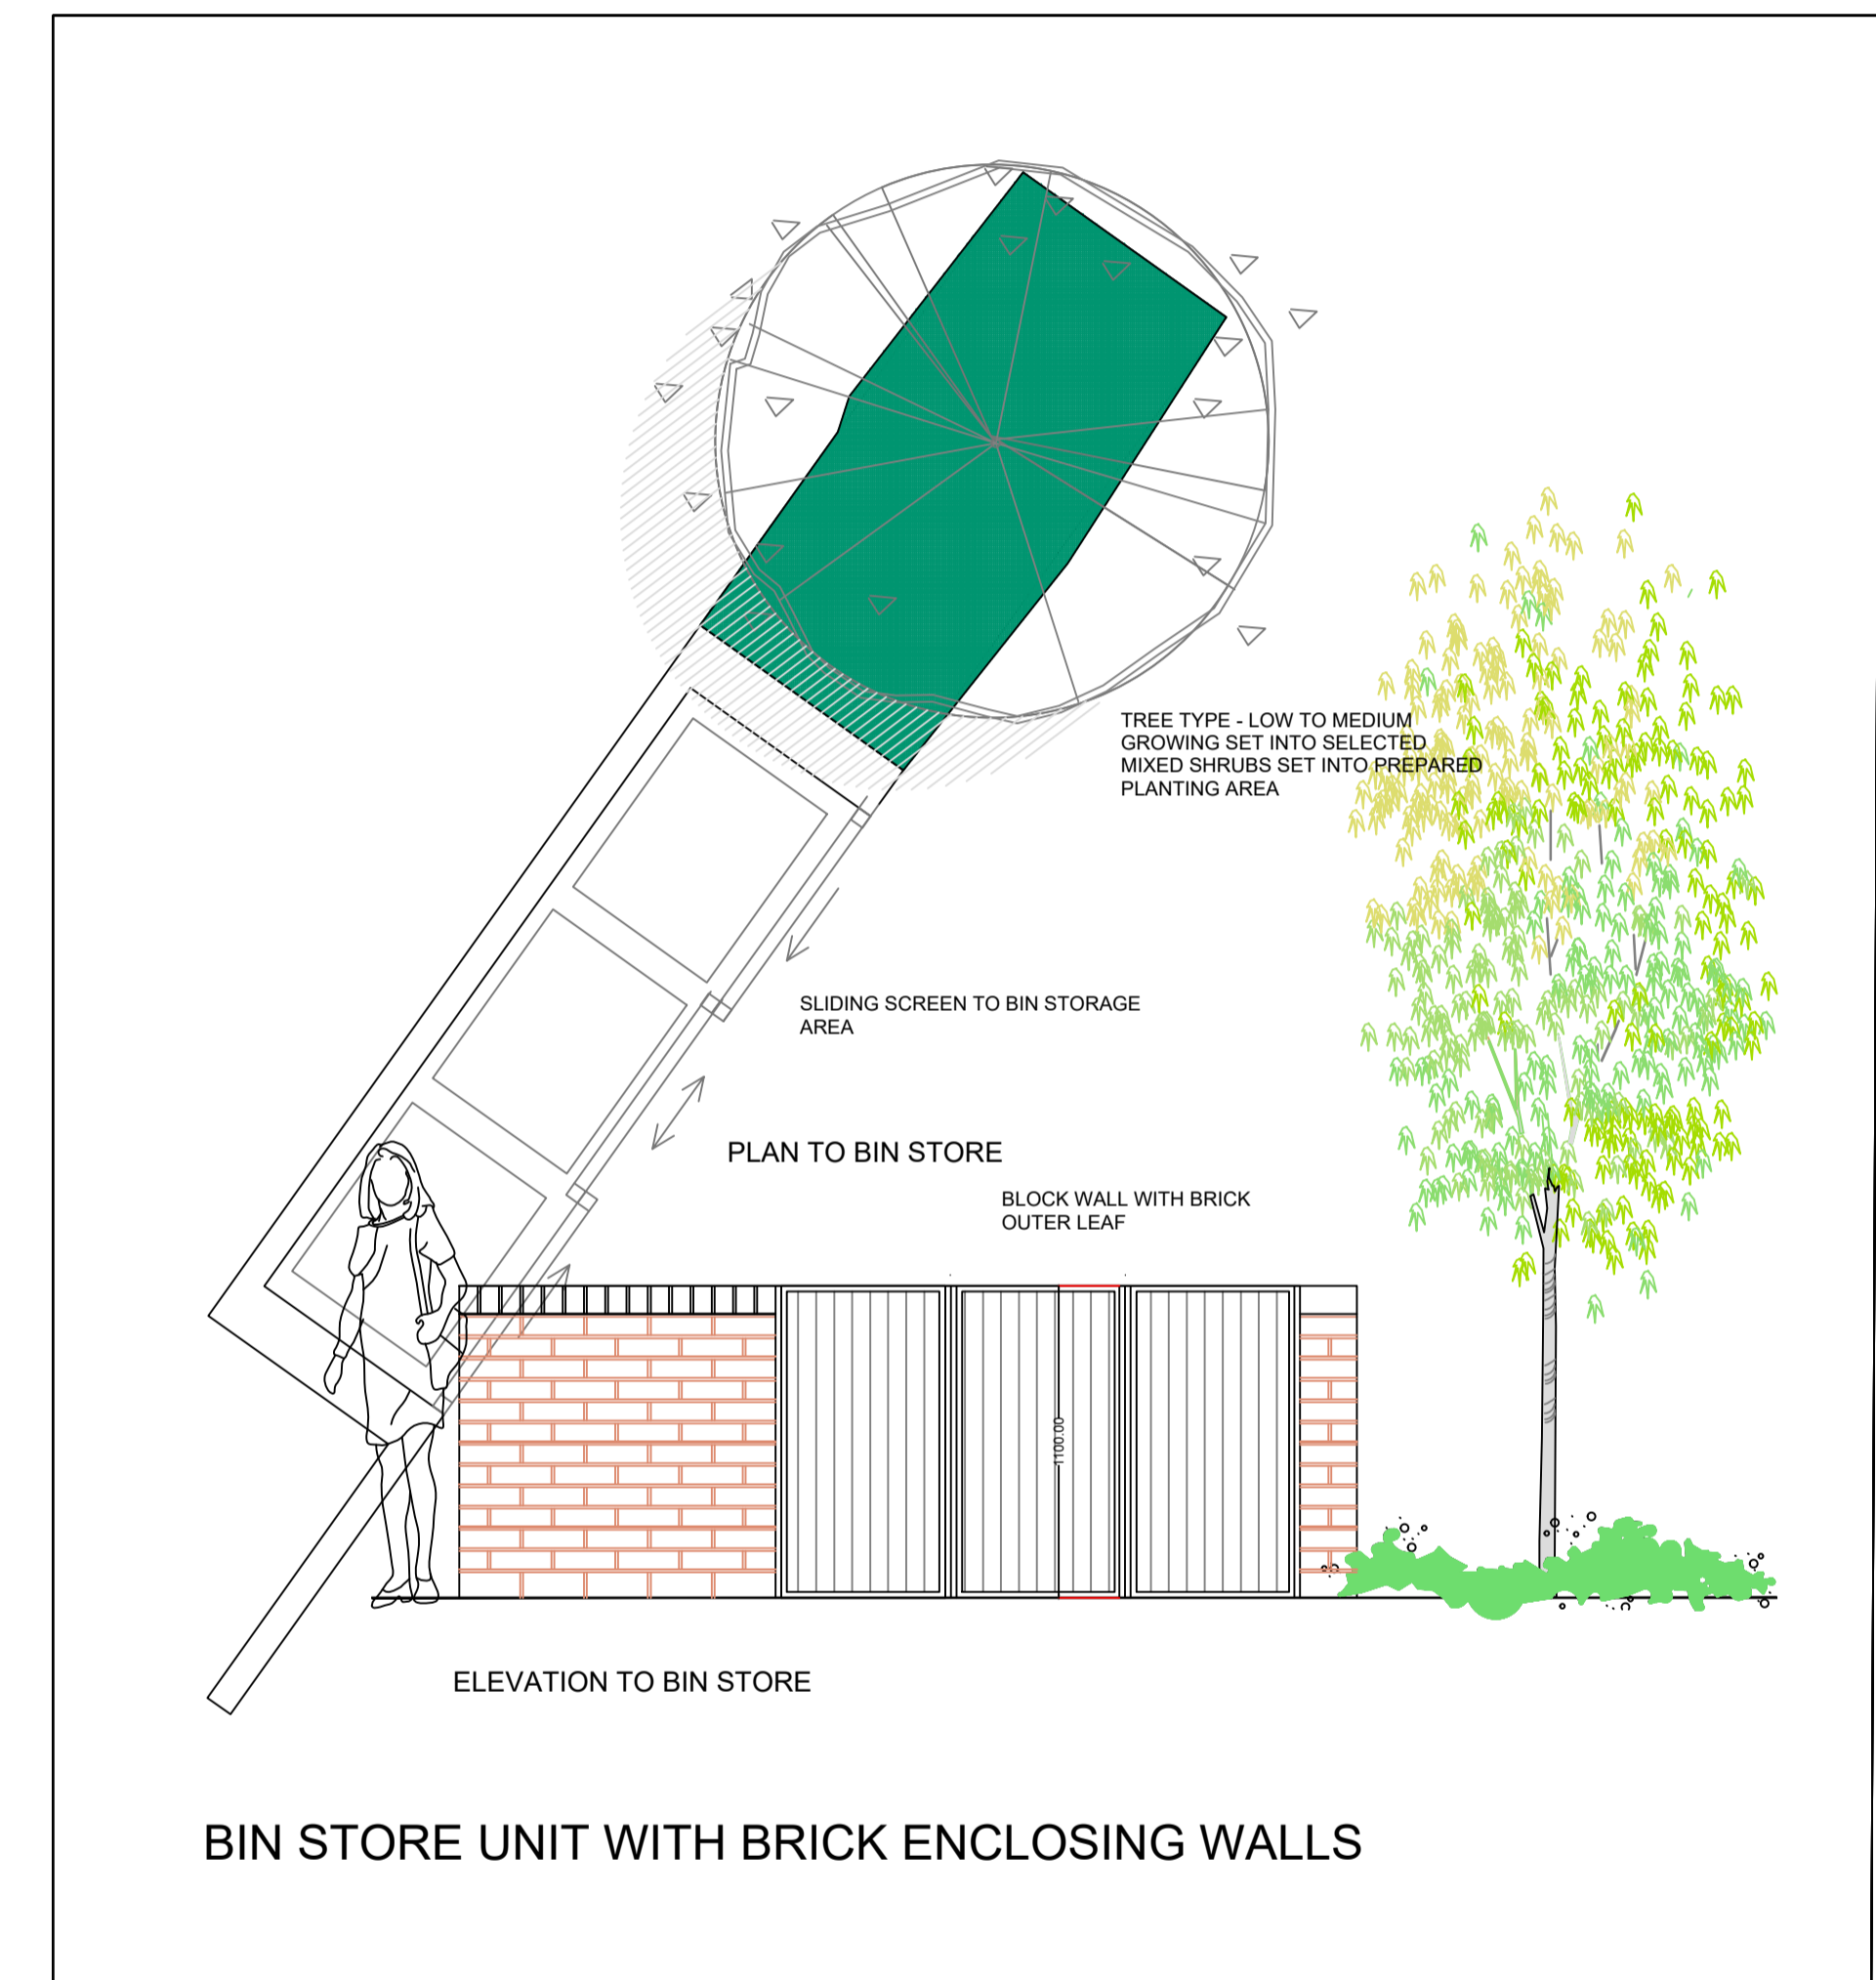 TREE TYPE - LOW TO MEDIUM
GROWING SET INTO SELECTED
MIXED SHRUBS SET INTO PREPARED
PLANTING AREA
SLIDING SCREEN TO BIN STORAGE
AREA
PLAN TO BIN STORE
BLOCK WALL WITH BRICK
OUTER LEAF
1100.00
ELEVATION TO BIN STORE
BIN STORE UNIT WITH BRICK ENCLOSING WALLS